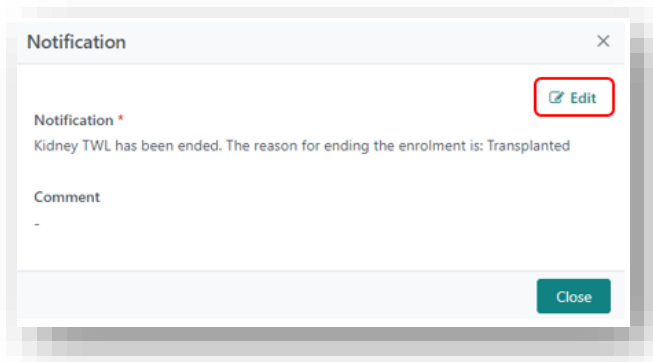 Notification
Edit
Notification *
Kidney TWL has been ended. The reason for ending the enrolment is: Transplanted
Comment
-
Close